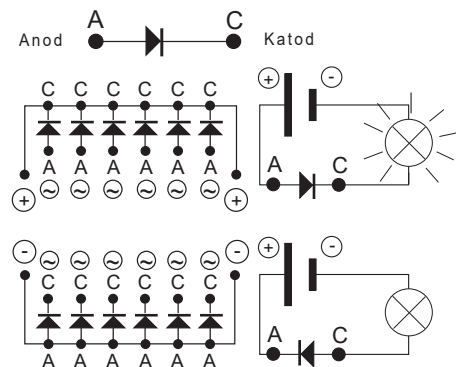 Anod A C Katod
C C C C C C
A A A A A A
+ ~ ~ ~ ~ ~ ~ +
+ -
A C
- ~ ~ ~ ~ ~ ~ -
C C C C C C
A A A A A A
+ -
A C